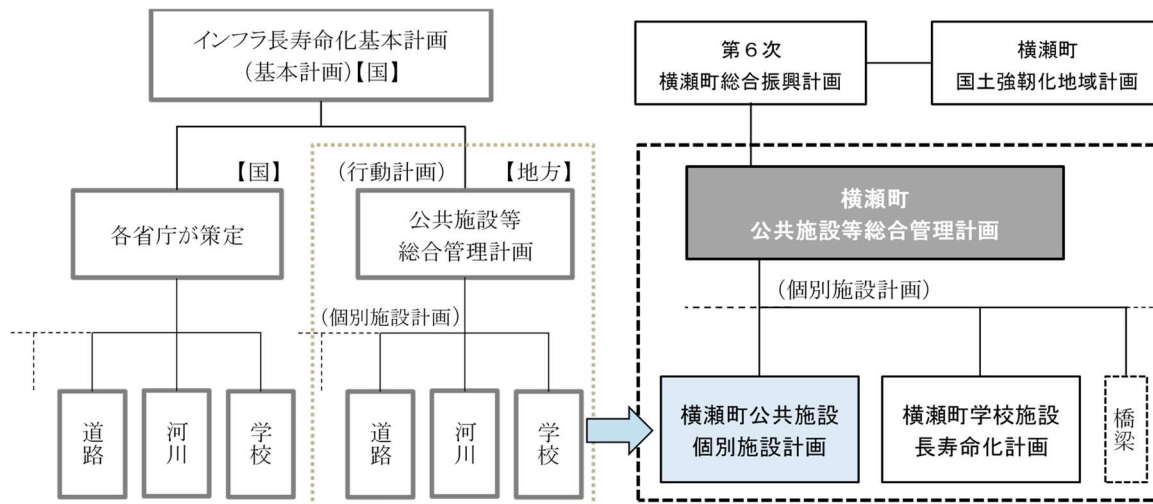 インフラ長寿命化基本計画
(基本計画)【国】
第６次
横瀬町総合振興計画
横瀬町
国土強靱化地域計画
【国】
(行動計画)
【地方】
各省庁が策定
公共施設等
総合管理計画
横瀬町
公共施設等総合管理計画
(個別施設計画)
(個別施設計画)
道路
河川
学校
道路
河川
学校
横瀬町公共施設
個別施設計画
横瀬町学校施設
長寿命化計画
橋梁